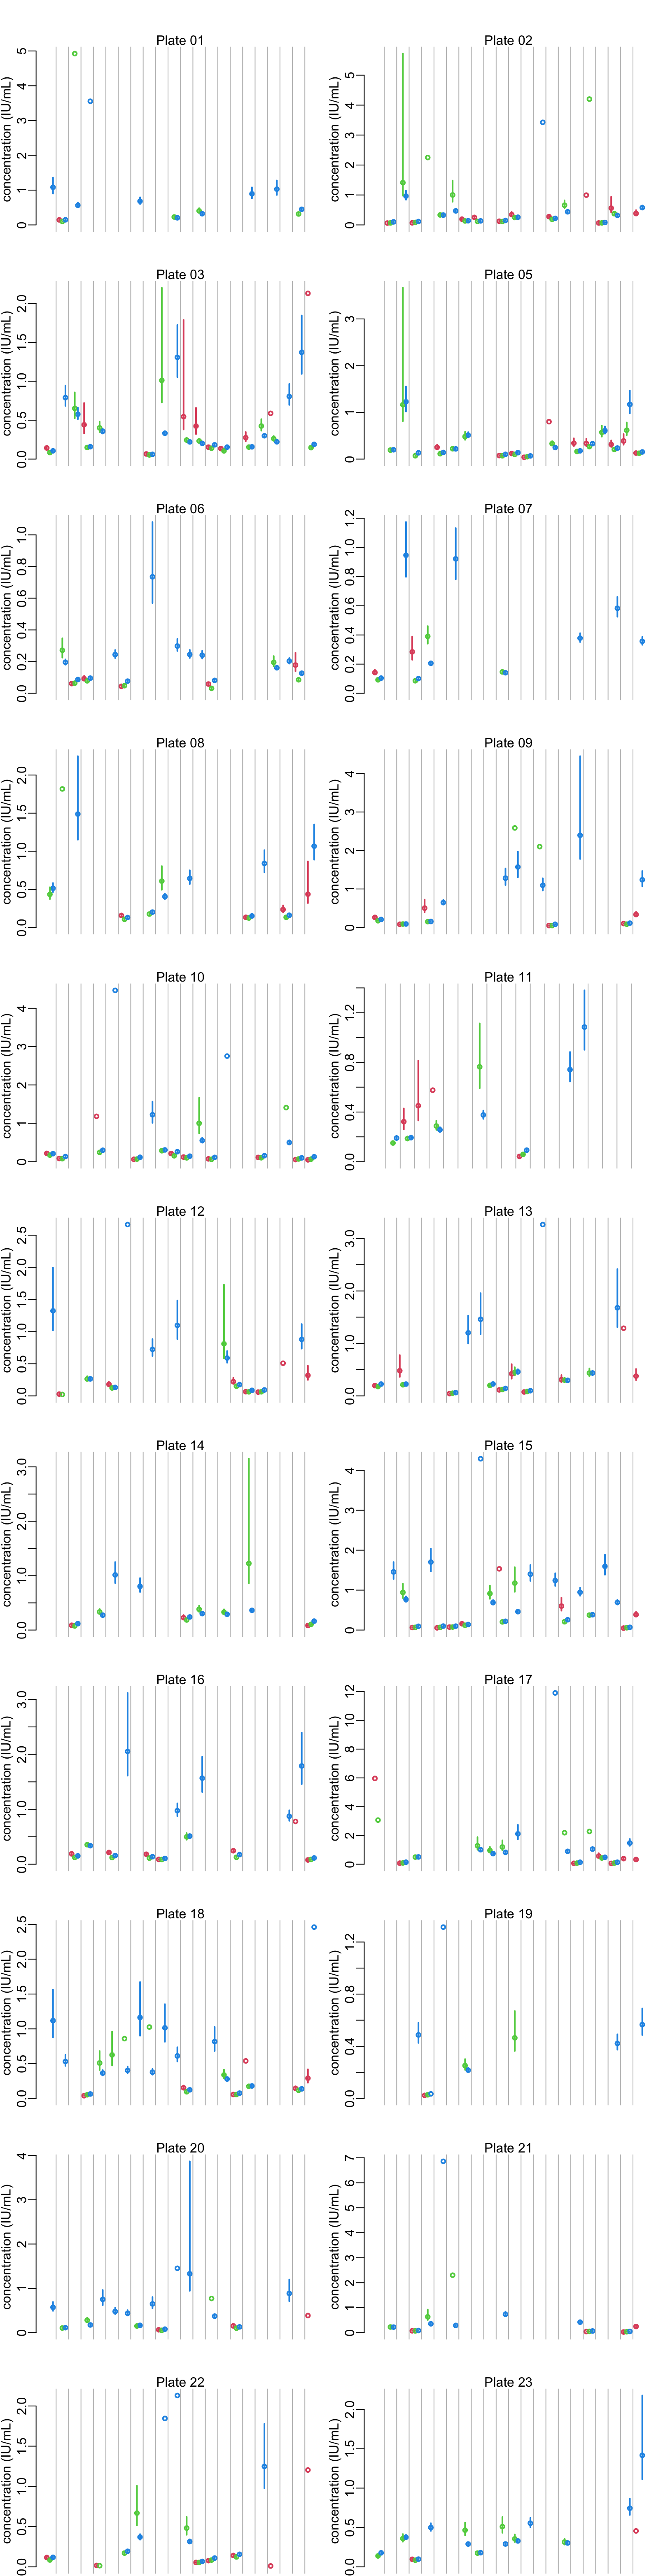 Plate 01
Plate 02
concentration (IU/mL)
0 1 2 3 4 5
concentration (IU/mL)
0 1 2 3 4 5
Plate 03
Plate 05
concentration (IU/mL)
0.0 0.5 1.0 1.5 2.0
concentration (IU/mL)
0 1 2 3
Plate 06
Plate 07
concentration (IU/mL)
0.0 0.2 0.4 0.6 0.8 1.0
concentration (IU/mL)
0.0 0.2 0.4 0.6 0.8 1.0 1.2
Plate 08
Plate 09
concentration (IU/mL)
0.0 0.5 1.0 1.5 2.0
concentration (IU/mL)
0 1 2 3 4
Plate 10
Plate 11
concentration (IU/mL)
0 1 2 3 4
concentration (IU/mL)
0.0 0.4 0.8 1.2
Plate 12
Plate 13
concentration (IU/mL)
0.0 0.5 1.0 1.5 2.0 2.5
concentration (IU/mL)
0.0 1.0 2.0 3.0
Plate 14
Plate 15
concentration (IU/mL)
0.0 1.0 2.0 3.0
concentration (IU/mL)
0 1 2 3 4
Plate 16
Plate 17
concentration (IU/mL)
0.0 1.0 2.0 3.0
concentration (IU/mL)
0 2 4 6 8 10 12
Plate 18
Plate 19
concentration (IU/mL)
0.0 0.5 1.0 1.5 2.0 2.5
concentration (IU/mL)
0.0 0.4 0.8 1.2
Plate 20
Plate 21
concentration (IU/mL)
0 1 2 3 4
concentration (IU/mL)
0 1 2 3 4 5 6 7
Plate 22
Plate 23
concentration (IU/mL)
0.0 0.5 1.0 1.5 2.0
concentration (IU/mL)
0.0 0.5 1.0 1.5 2.0